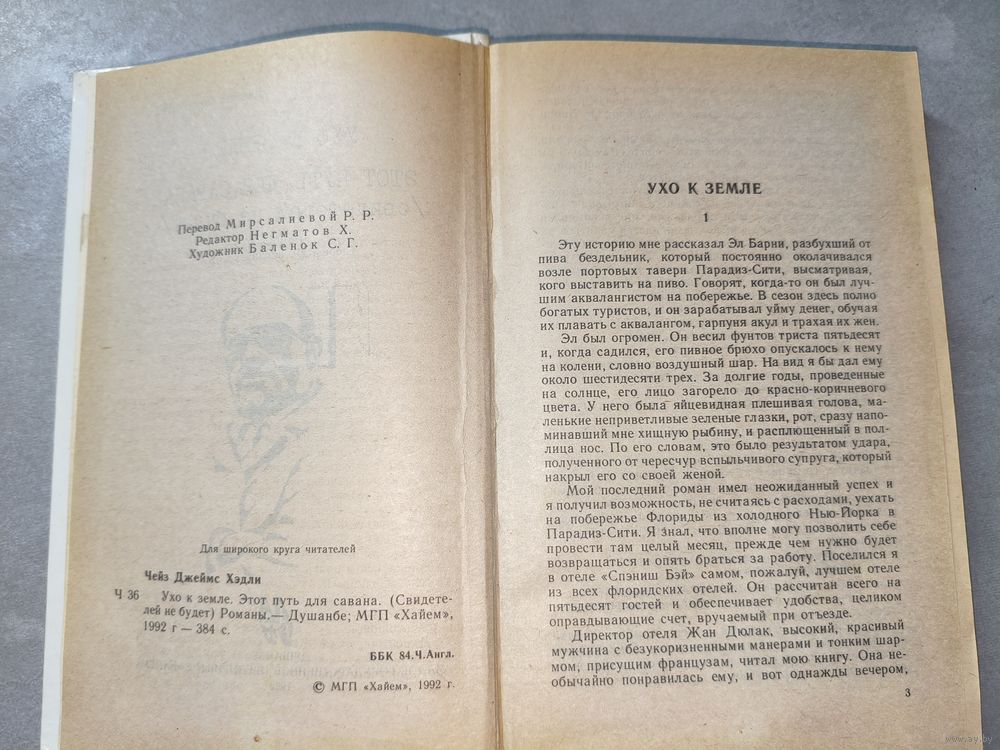 Перевод Мирсалиевой Р. Р.
Редактор Негматов Х.
Художник Баленок С. Г.
Для широкого круга читателей
Чейз Джеймс Хэдли
Ч 36 Ухо к земле. Этот путь для савана. (Свидете-
лей не будет) Романы.— Душанбе; МГП «Хайем»,
1992 г — 384 с.
ББК 84.Ч.Англ.
© МГП «Хайем», 1992 г.
УХО К ЗЕМЛЕ
1
Эту историю мне рассказал Эл Барни, разбухший от
пива бездельник, который постоянно околачивался
возле портовых таверн Парадиз-Сити, высматривая,
кого выставить на пиво. Говорят, когда-то он был луч-
шим аквалангистом на побережье. В сезон здесь полно
богатых туристов, и он зарабатывал уйму денег, обучая
их плавать с аквалангом, гарпуня акул и трахая их жен.
Эл был огромен. Он весил фунтов триста пятьдесят
и, когда садился, его пивное брюхо опускалось к нему
на колени, словно воздушный шар. На вид я бы дал ему
около шестидесяти трех. За долгие годы, проведенные
на солнце, его лицо загорело до красно-коричневого
цвета. У него была яйцевидная плешивая голова, ма-
ленькие неприветливые зеленые глазки, рот, сразу напо-
минавший мне хищную рыбину, и расплющенный в пол-
лица нос. По его словам, это было результатом удара,
полученного от чересчур вспыльчивого супруга, который
накрыл его со своей женой.
Мой последний роман имел неожиданный успех и
я получил возможность, не считаясь с расходами, уехать
на побережье Флориды из холодного Нью-Йорка в
Парадиз-Сити. Я знал, что вполне могу позволить себе
провести там целый месяц, прежде чем нужно будет
возвращаться и опять браться за работу. Поселился я
в отеле «Спэниш Бэй» самом, пожалуй, лучшем отеле
из всех флоридских отелей. Он рассчитан всего на
пятьдесят гостей и обеспечивает удобства, целиком
оправдывающие счет, вручаемый при отъезде.
Директор отеля Жан Дюлак, высокий, красивый
мужчина с безукоризненными манерами и тонким шар-
мом, присущим французам, читал мою книгу. Она не-
обычайно понравилась ему, и вот однажды вечером,
3
www.ay.by